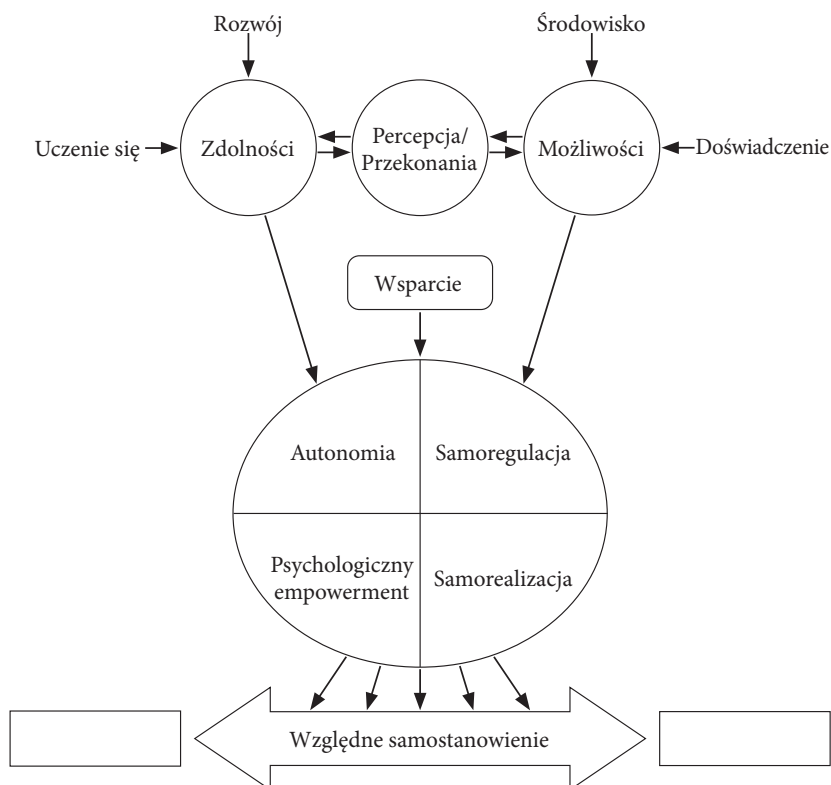 Rozwój
Środowisko
Uczenie się
Zdolności
Percepcja/
Przekonania
Możliwości
Doświadczenie
Wsparcie
Autonomia
Samoregulacja
Psychologiczny
empowerment
Samorealizacja
Względne samostanowienie